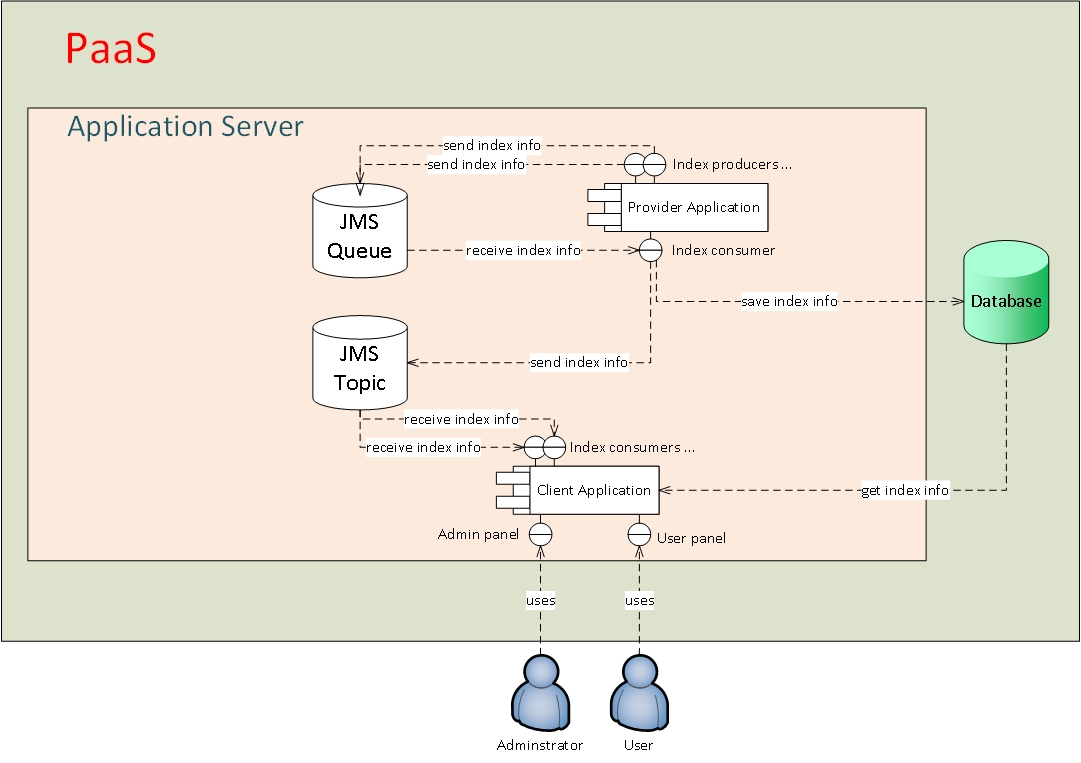 PaaS
Application Server
send index info
send index info
Index producers ...
JMS
Queue
Provider Application
receive index info
Index consumer
save index info
Database
JMS
Topic
send index info
receive index info
receive index info
Index consumers ...
Client Application
get index info
Admin panel
User panel
uses
uses
Adminstrator
User